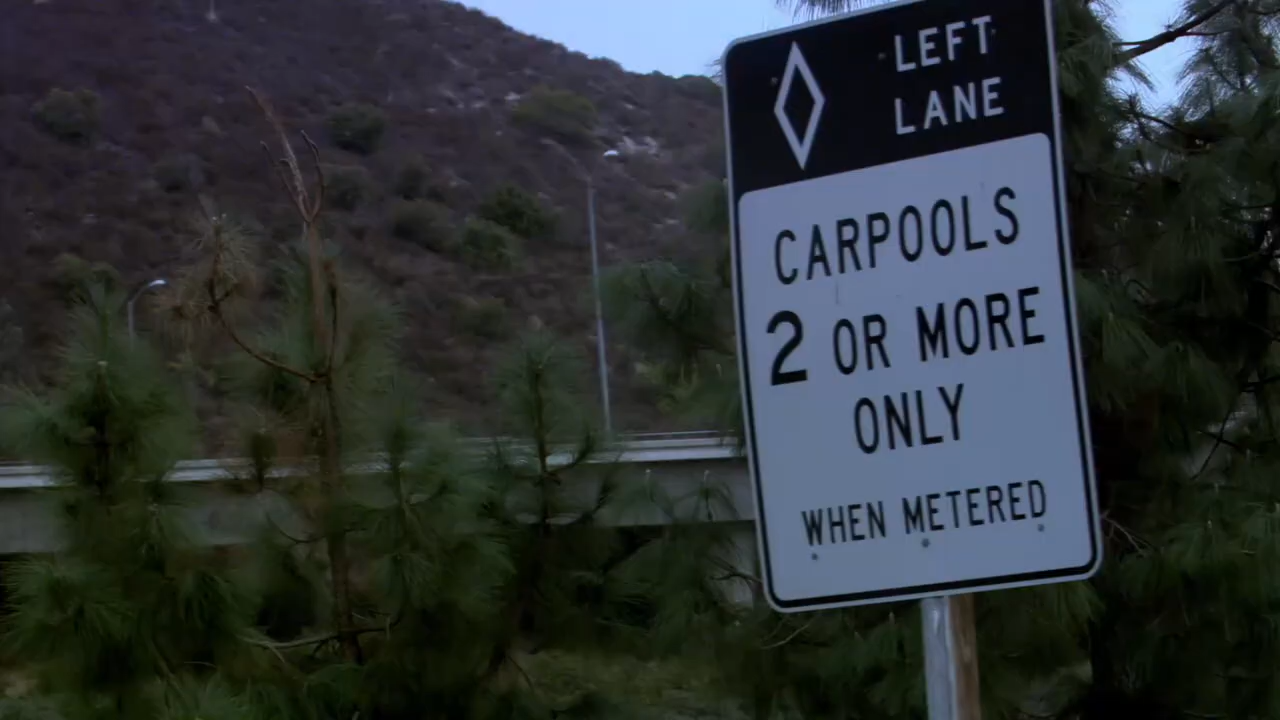 LEFT
LANE
CARPOOLS
2 OR MORE
ONLY
WHEN METERED